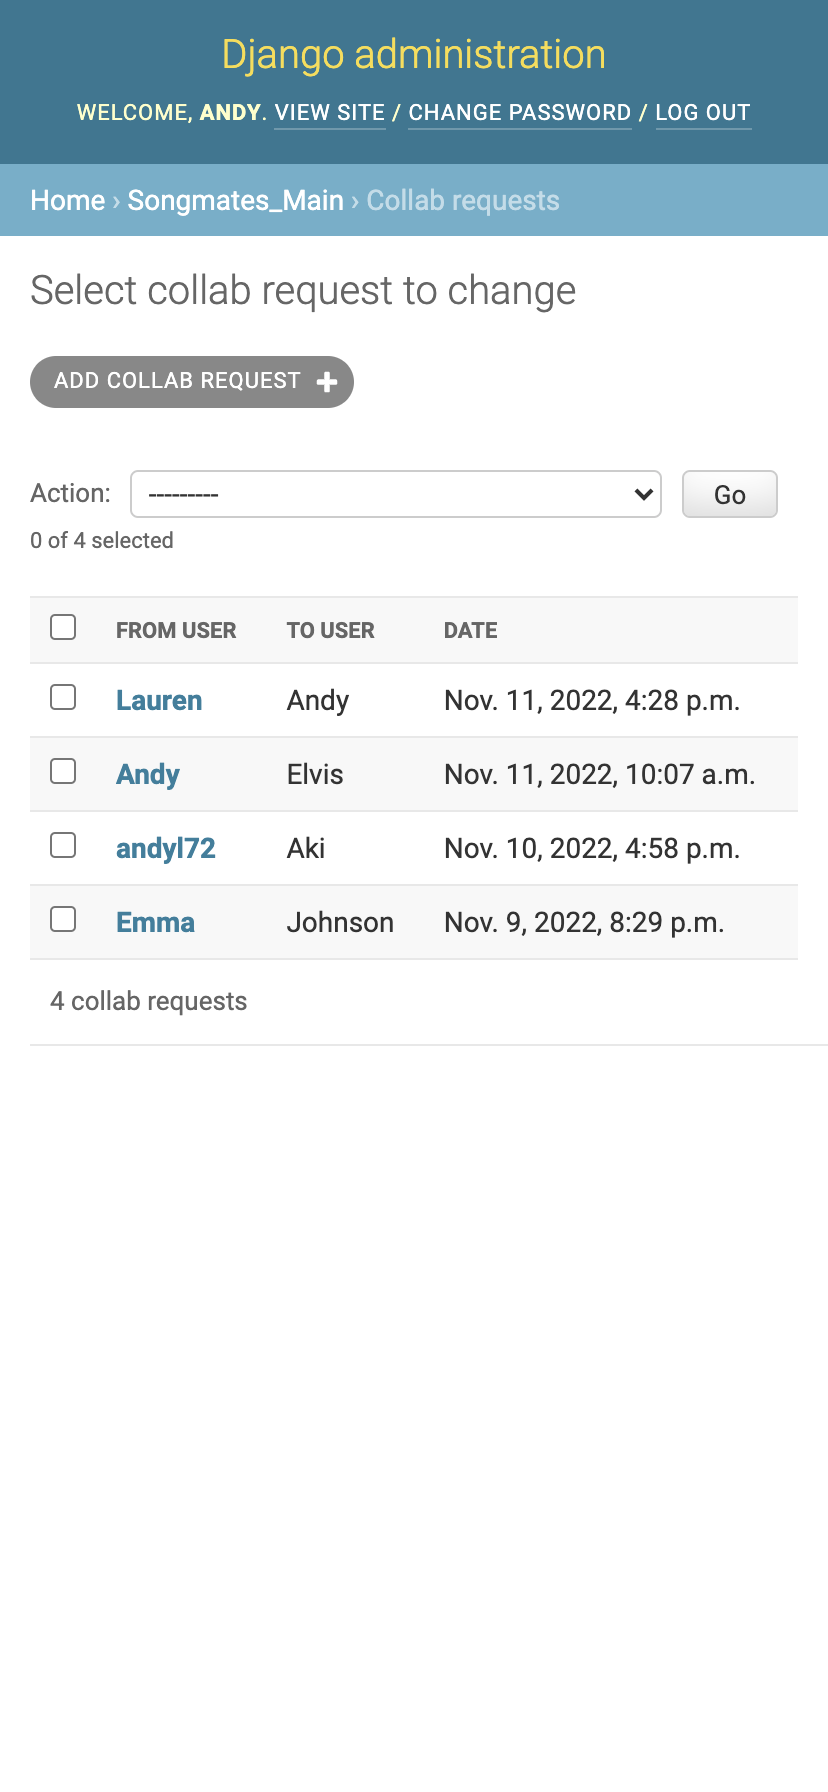 Django administration
WELCOME, ANDY. VIEW SITE / CHANGE PASSWORD / LOG OUT
Home › Songmates_Main › Collab requests
Select collab request to change
ADD COLLAB REQUEST +
Action: --------- Go
0 of 4 selected
FROM USER TO USER DATE
Lauren Andy Nov. 11, 2022, 4:28 p.m.
Andy Elvis Nov. 11, 2022, 10:07 a.m.
andyl72 Aki Nov. 10, 2022, 4:58 p.m.
Emma Johnson Nov. 9, 2022, 8:29 p.m.
4 collab requests